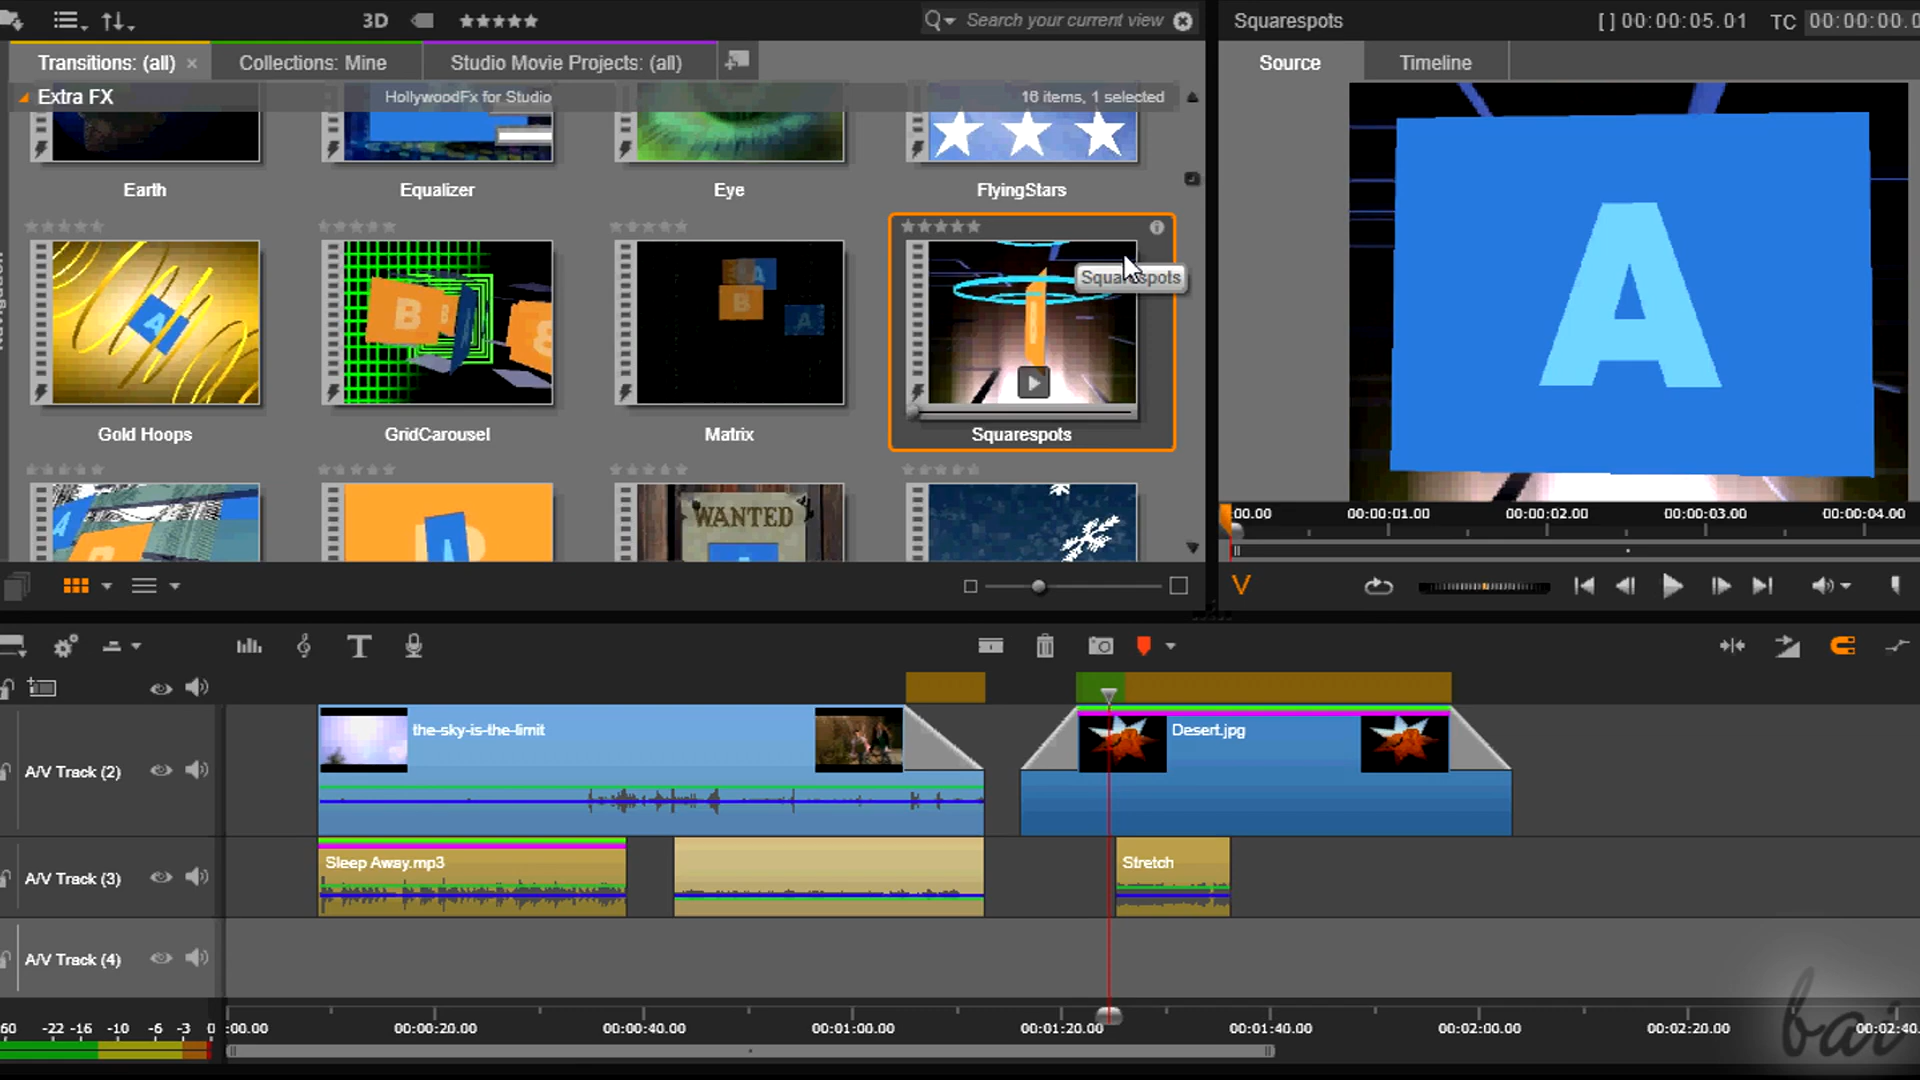 3D
Search your current view
Squarespots
[ ] 00:00:05.01
TC 00:00:00.0
Transitions: (all) ×
Collections: Mine
Studio Movie Projects: (all)
Source
Timeline
Extra FX
HollywoodFx for Studio
16 items, 1 selected
Earth
Equalizer
Eye
FlyingStars
Squarespots
A
B
B
A
B
A
A
Gold Hoops
GridCarousel
Matrix
Squarespots
WANTED
:00.00
00:00:01.00
00:00:02.00
00:00:03.00
00:00:04.00
V
T
the-sky-is-the-limit
Desert.jpg
A/V Track (2)
Sleep Away.mp3
Stretch
A/V Track (3)
A/V Track (4)
60 -22 -16 -10 -6 -3 0
:00.00
00:00:20.00
00:00:40.00
00:01:00.00
00:01:20.00
00:01:40.00
00:02:00.00
00:02:20.00
00:02:40.
bai